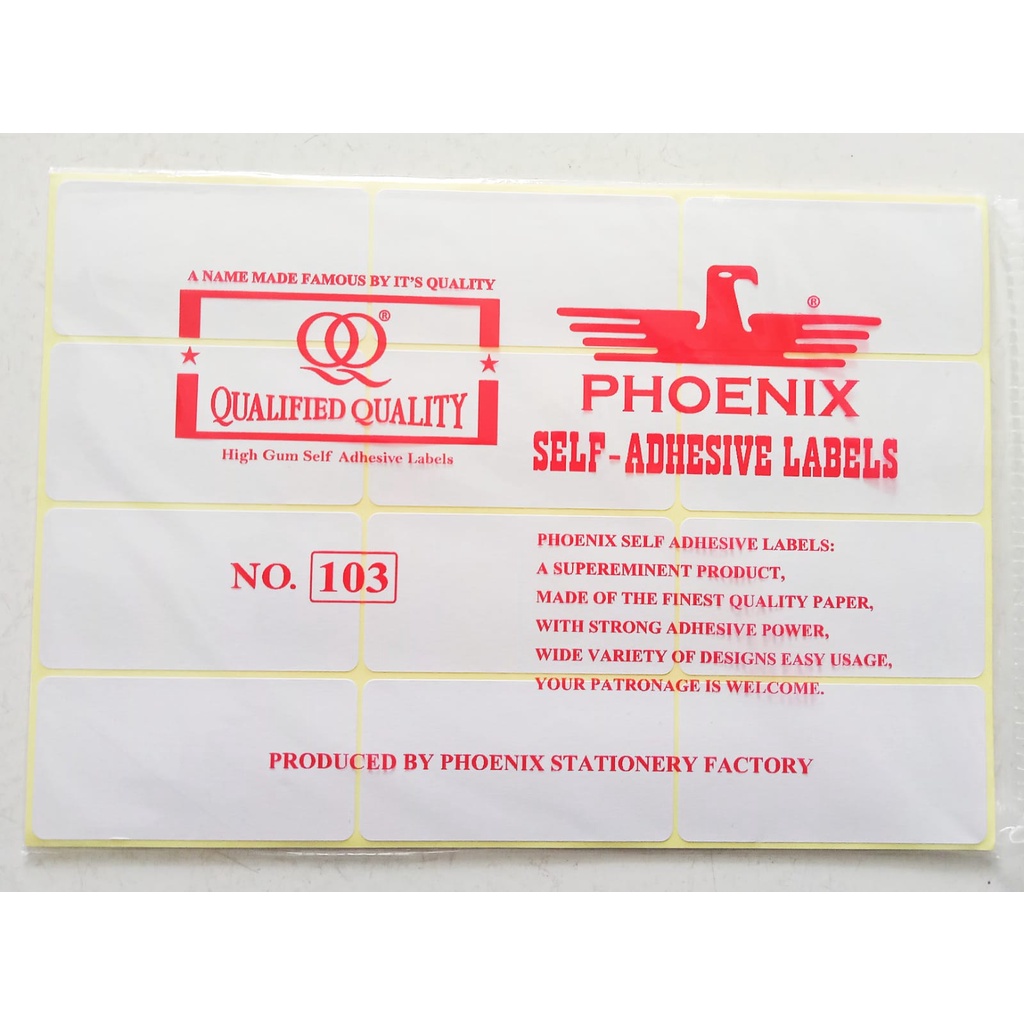 A NAME MADE FAMOUS BY IT'S QUALITY
QQ®
QUALIFIED QUALITY
High Gum Self Adhesive Labels
®
PHOENIX
SELF-ADHESIVE LABELS
NO. 103
PHOENIX SELF ADHESIVE LABELS:
A SUPEREMINENT PRODUCT,
MADE OF THE FINEST QUALITY PAPER,
WITH STRONG ADHESIVE POWER,
WIDE VARIETY OF DESIGNS EASY USAGE,
YOUR PATRONAGE IS WELCOME.
PRODUCED BY PHOENIX STATIONERY FACTORY